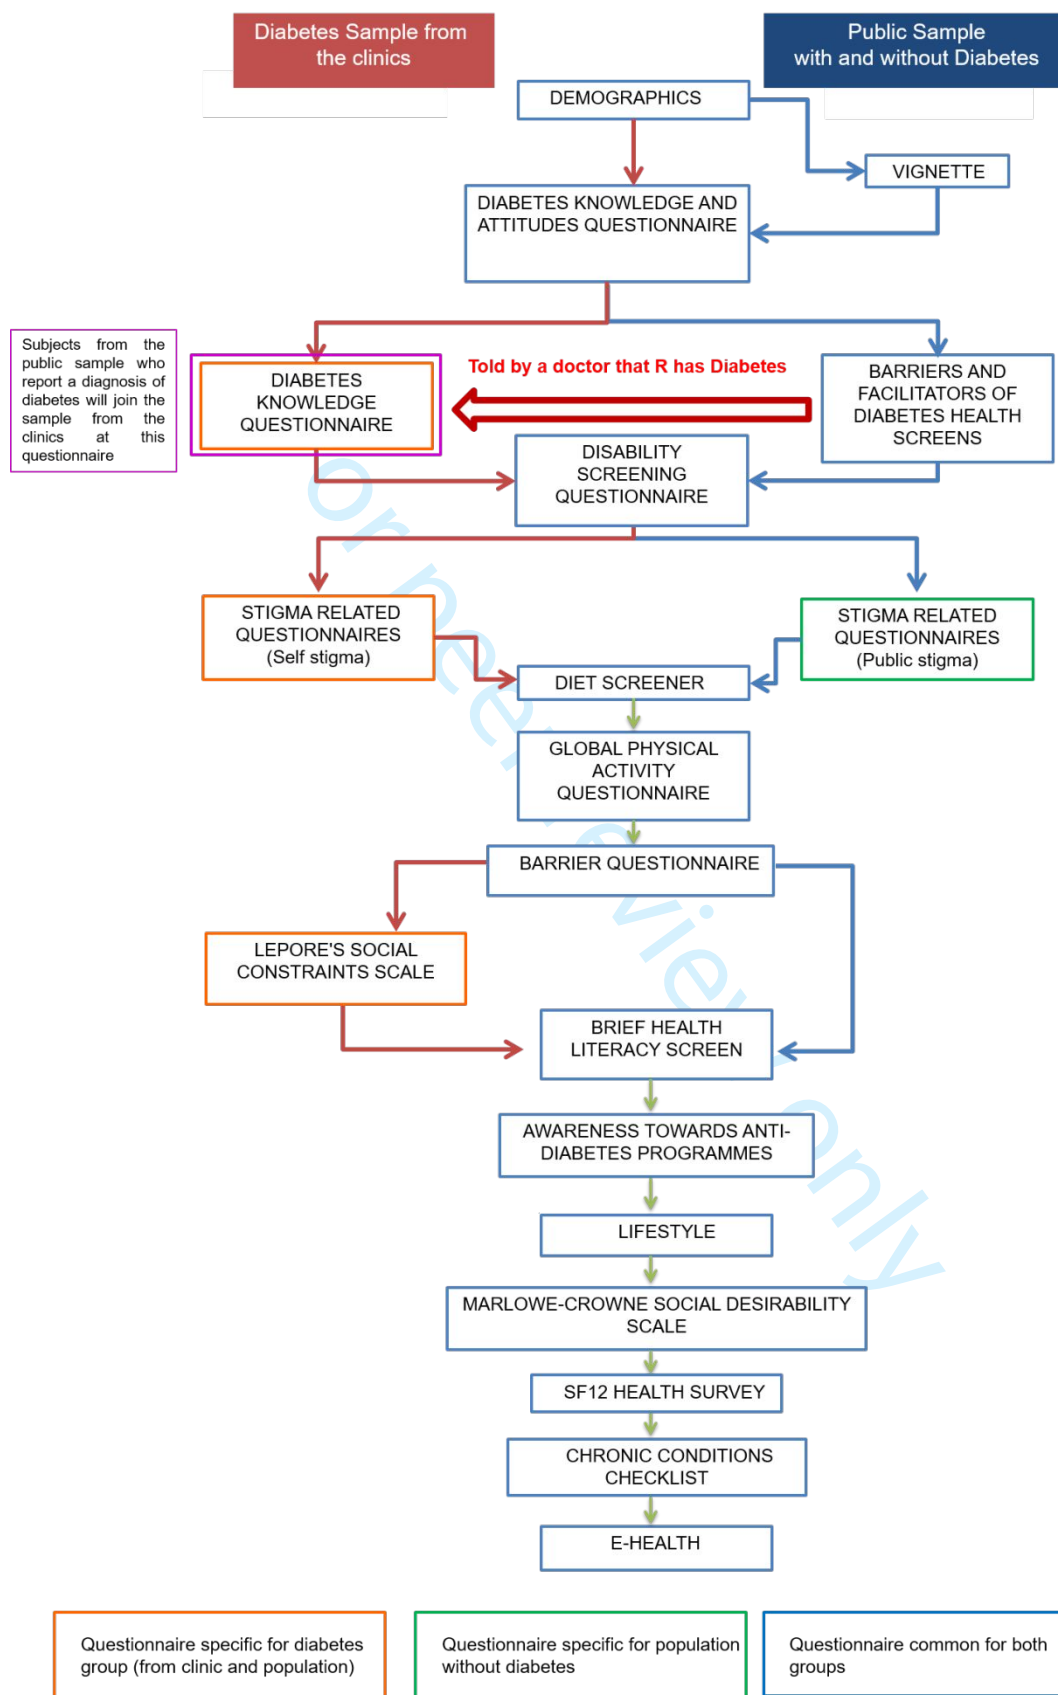 Diabetes Sample from
the clinics
Public Sample
with and without Diabetes
DEMOGRAPHICS
VIGNETTE
DIABETES KNOWLEDGE AND
ATTITUDES QUESTIONNAIRE
Subjects from the
public sample who
report a diagnosis of
diabetes will join the
sample from the
clinics at this
questionnaire
DIABETES
KNOWLEDGE
QUESTIONNAIRE
Told by a doctor that R has Diabetes
BARRIERS AND
FACILITATORS OF
DIABETES HEALTH
SCREENS
DISABILITY
SCREENING
QUESTIONNAIRE
STIGMA RELATED
QUESTIONNAIRES
(Self stigma)
STIGMA RELATED
QUESTIONNAIRES
(Public stigma)
DIET SCREENER
GLOBAL PHYSICAL
ACTIVITY
QUESTIONNAIRE
BARRIER QUESTIONNAIRE
LEPORE'S SOCIAL
CONSTRAINTS SCALE
BRIEF HEALTH
LITERACY SCREEN
AWARENESS TOWARDS ANTI-
DIABETES PROGRAMMES
LIFESTYLE
MARLOWE-CROWNE SOCIAL DESIRABILITY
SCALE
SF12 HEALTH SURVEY
CHRONIC CONDITIONS
CHECKLIST
E-HEALTH
Questionnaire specific for diabetes
group (from clinic and population)
Questionnaire specific for population
without diabetes
Questionnaire common for both
groups
or peer review only